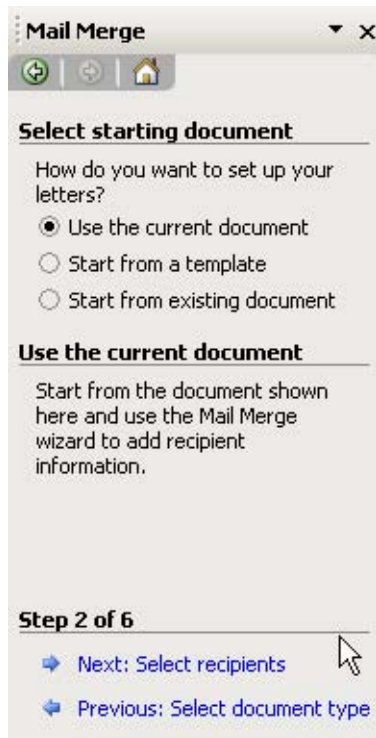 Mail Merge
Select starting document
How do you want to set up your
letters?
Use the current document
Start from a template
Start from existing document
Use the current document
Start from the document shown
here and use the Mail Merge
wizard to add recipient
information.
Step 2 of 6
Next: Select recipients
Previous: Select document type